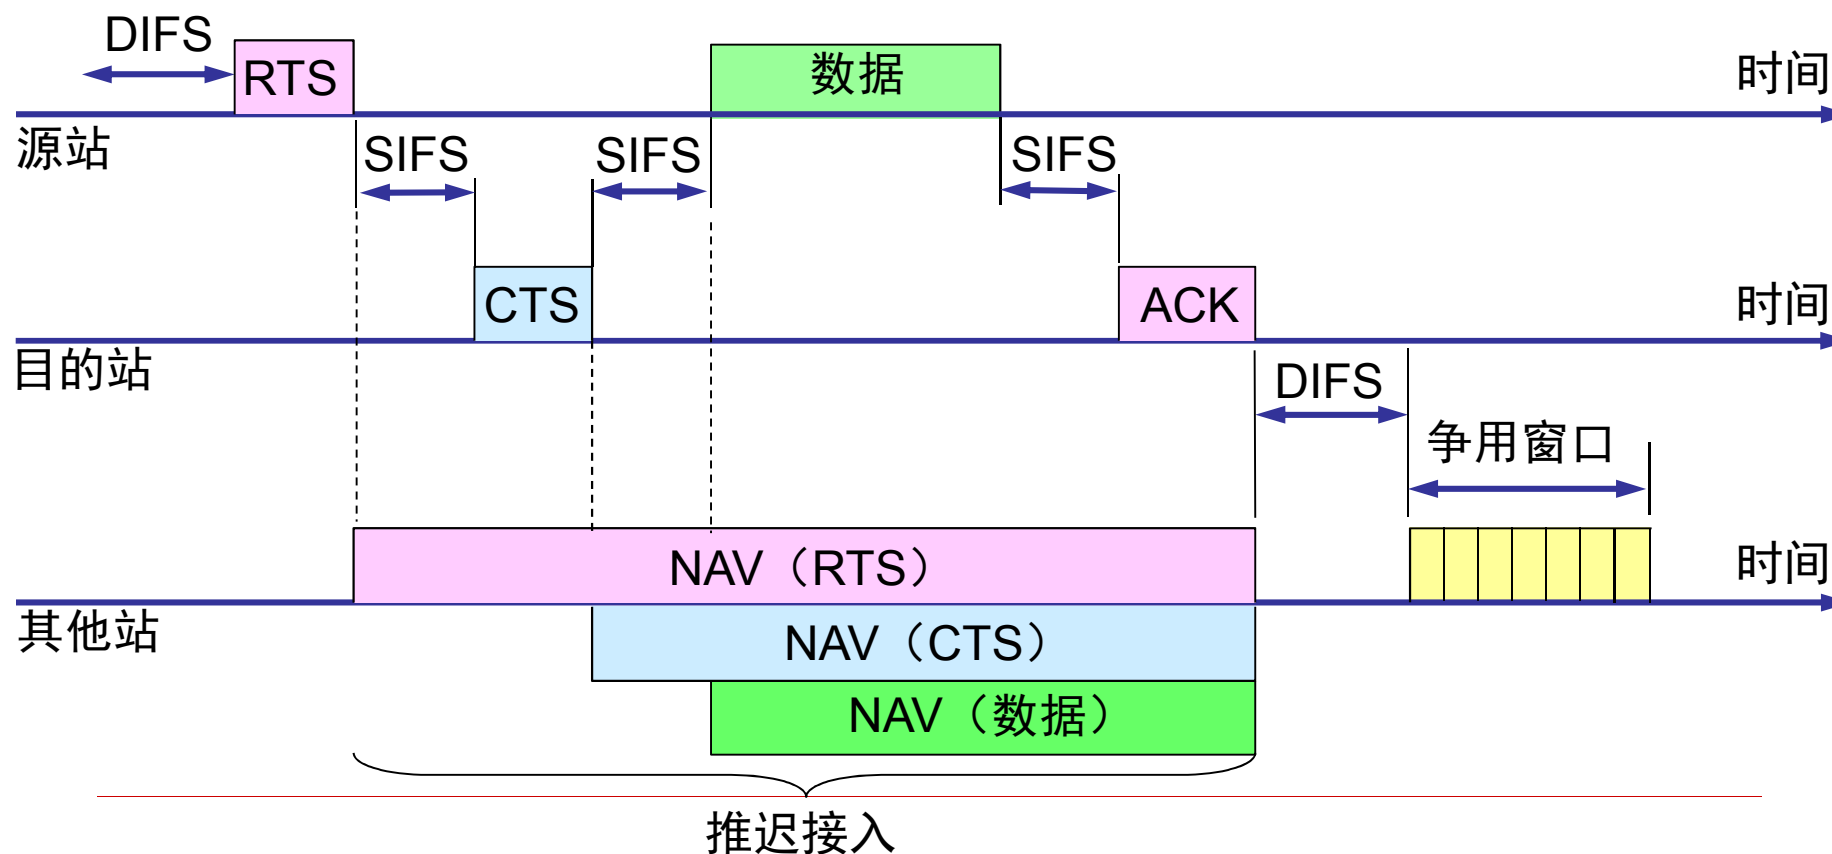 DIFS
RTS
数据
时间
源站
SIFS
SIFS
SIFS
CTS
ACK
时间
目的站
DIFS
争用窗口
NAV（RTS）
时间
其他站
NAV（CTS）
NAV（数据）
推迟接入